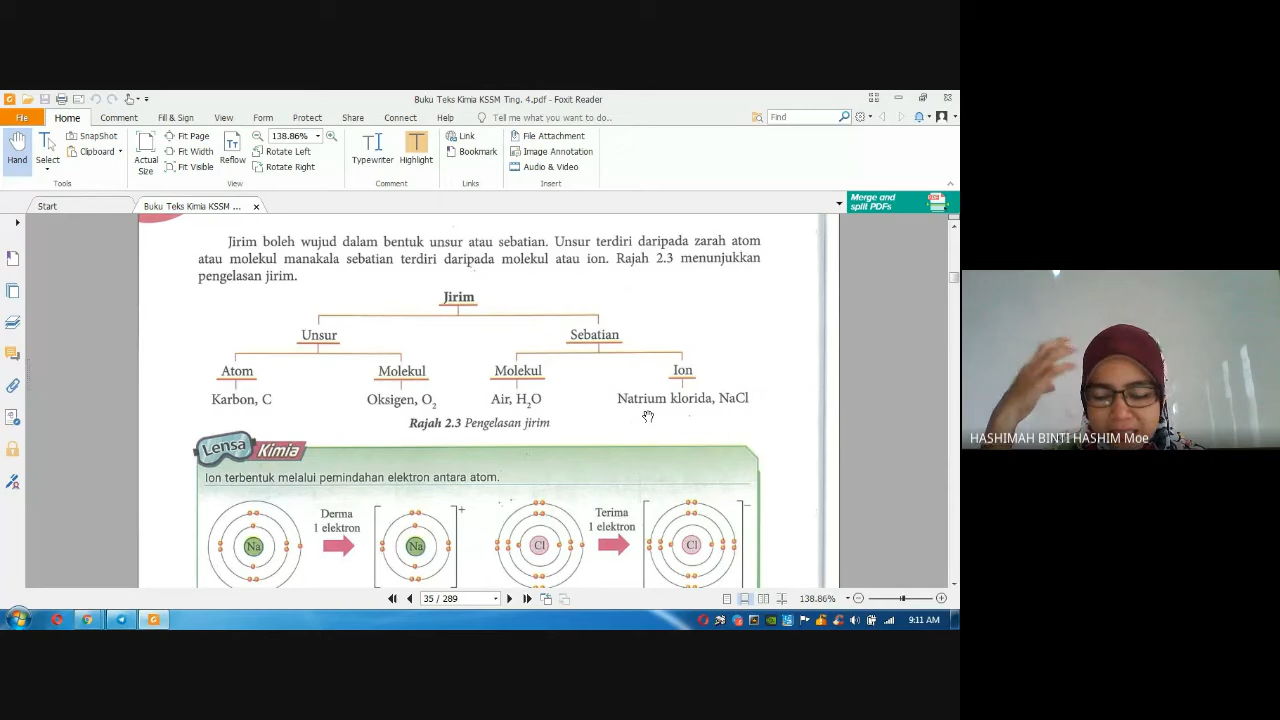 Buku Teks Kimia KSSM Ting. 4.pdf - Foxit Reader
File Home Comment Fill & Sign View Form Protect Share Connect Help Tell me what you want to do.. Find
Hand
Select
SnapShot
Clipboard
Tools
Actual Size
Fit Page
Fit Width
Fit Visible
Reflow
138.86%
Rotate Left
Rotate Right
View
Typewriter
Highlight
Comment
Link
Bookmark
Links
File Attachment
Image Annotation
Audio & Video
Insert
Start
Buku Teks Kimia KSSM ...
Merge and
split PDFs
Jirim boleh wujud dalam bentuk unsur atau sebatian. Unsur terdiri daripada zarah atom
atau molekul manakala sebatian terdiri daripada molekul atau ion. Rajah 2.3 menunjukkan
pengelasan jirim.
Jirim
Unsur Sebatian
Atom Molekul Molekul Ion
Karbon, C Oksigen, O₂ Air, H₂O Natrium klorida, NaCl
Rajah 2.3 Pengelasan jirim
Lensa Kimia
Ion terbentuk melalui pemindahan elektron antara atom.
Derma
1 elektron
Terima
1 elektron
Na Na + Cl Cl −
35 / 289
138.86%
9:11 AM
HASHIMAH BINTI HASHIM Moe